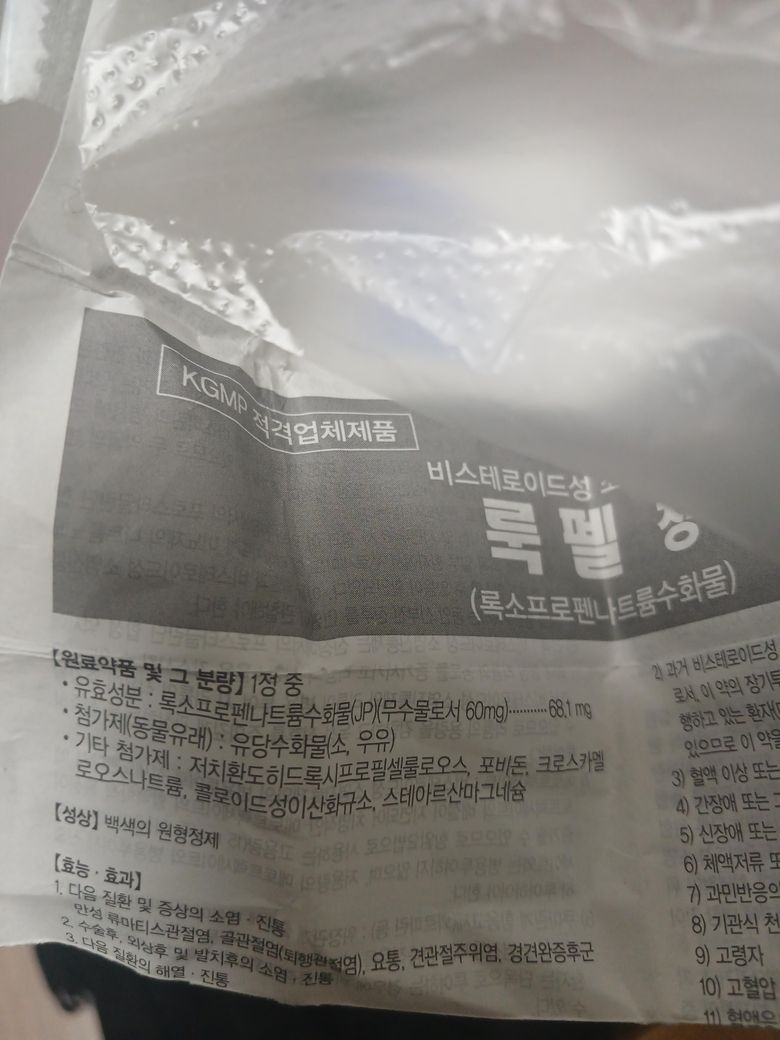 KGMP 적격업체제품
비스테로이드성 소
룩펠 정
(록소프로펜나트륨수화물)
【원료약품 및 그 분량】 1정 중
• 유효성분 : 록소프로펜나트륨수화물(JP)(무수물로서 60mg)··········68.1 mg
• 첨가제(동물유래) : 유당수화물(소, 우유)
• 기타 첨가제 : 저치환도히드록시프로필셀룰로오스, 포비돈, 크로스카멜
로오스나트륨, 콜로이드성이산화규소, 스테아르산마그네슘
【성상】 백색의 원형정제
【효능 · 효과】
1. 다음 질환 및 증상의 소염 · 진통
만성 류마티스관절염, 골관절염(퇴행관절염), 요통, 견관절주위염, 경견완증후군
2. 수술후, 외상후 및 발치후의 소염 · 진통
3. 다음 질환의 해열 · 진통
2) 과거 비스테로이드성
로서, 이 약의 장기투
행하고 있는 환자
있으므로 이 약을
3) 혈액 이상 또는
4) 간장애 또는 그
5) 신장애 또는
6) 체액저류 또
7) 과민반응의
8) 기관식 천
9) 고령자
10) 고혈압
11) 혈액응